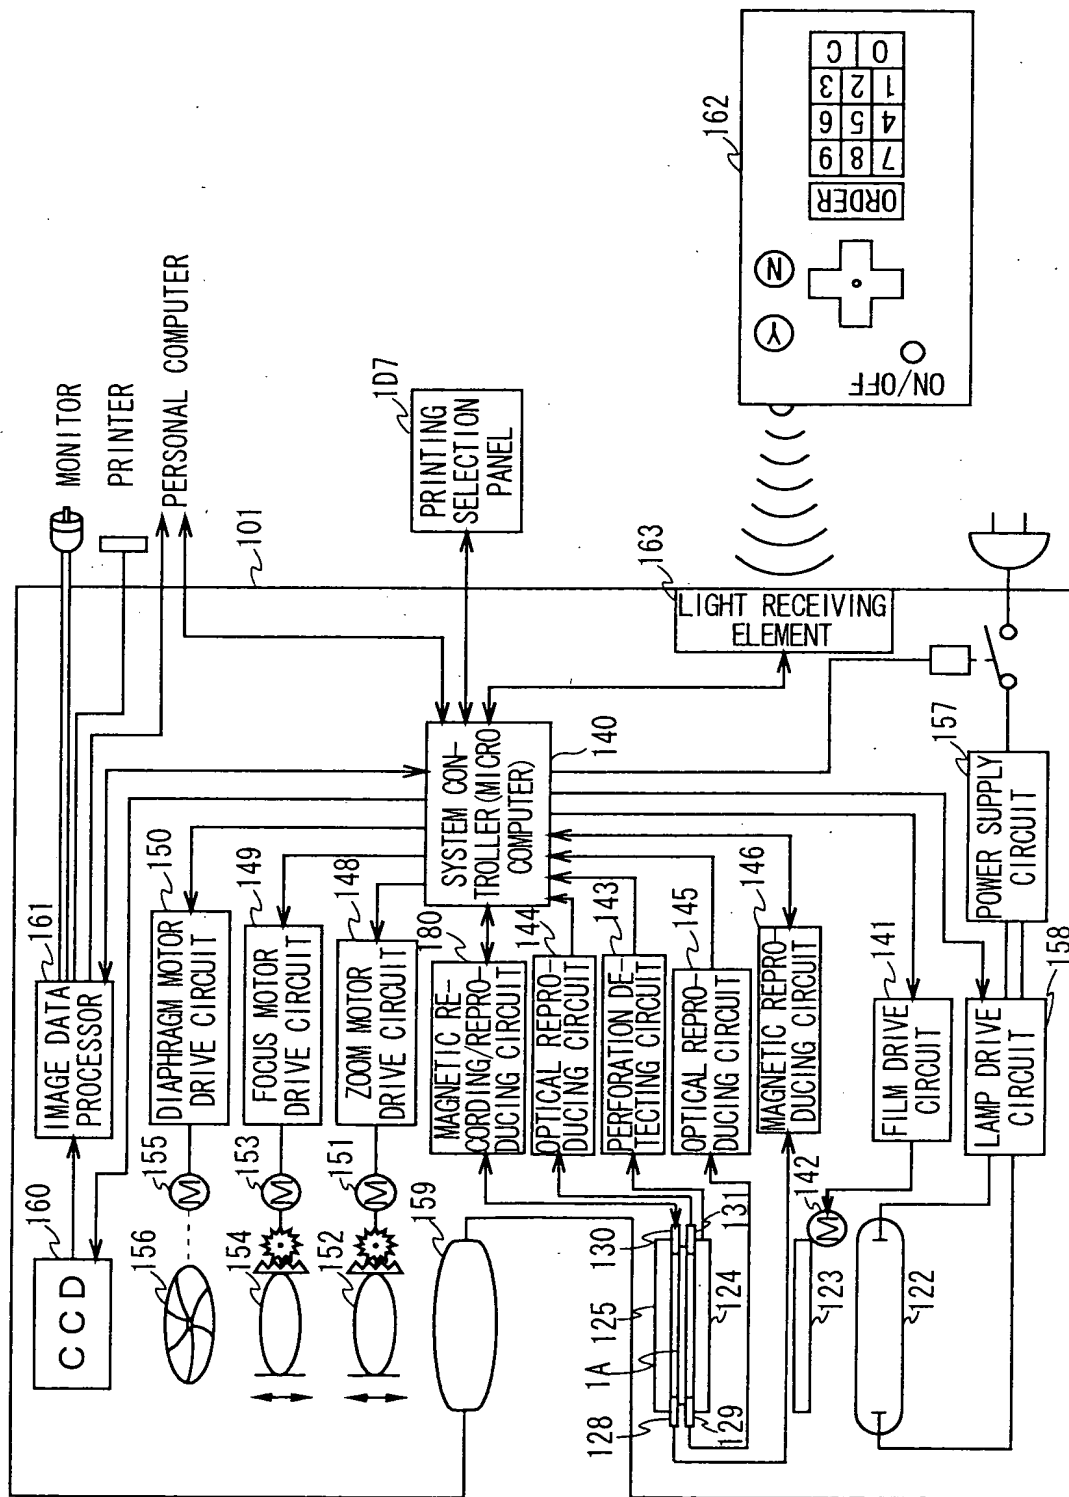 MONITOR
PRINTER
PERSONAL COMPUTER
101
1D7
PRINTING
SELECTION
PANEL
163
LIGHT RECEIVING
ELEMENT
162
ON/OFF
Y
N
ORDER
7 4 1 0
8 5 2
9 6 3 C
160
CCD
161
IMAGE DATA
PROCESSOR
156
155
M
150
DIAPHRAGM MOTOR
DRIVE CIRCUIT
154
153
M
149
FOCUS MOTOR
DRIVE CIRCUIT
152
151
M
148
ZOOM MOTOR
DRIVE CIRCUIT
159
140
SYSTEM CON-
TROLLER(MICRO
COMPUTER)
180
MAGNETIC RE-
CORDING/REPRO-
DUCING CIRCUIT
144
OPTICAL REPRO-
DUCING CIRCUIT
143
PERFORATION DE-
TECTING CIRCUIT
145
OPTICAL REPRO-
DUCING CIRCUIT
146
MAGNETIC REPRO-
DUCING CIRCUIT
128
1A
125
130
129
124
131
123
142
M
141
FILM DRIVE
CIRCUIT
122
158
LAMP DRIVE
CIRCUIT
157
POWER SUPPLY
CIRCUIT